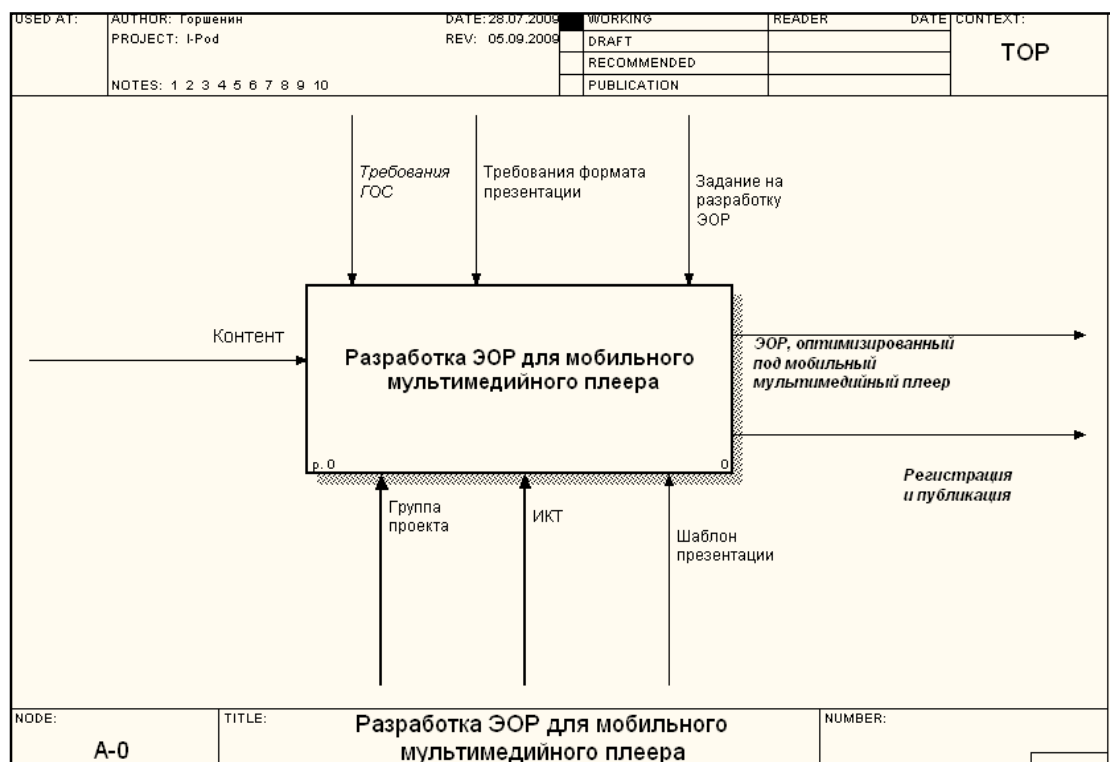 USED AT:
AUTHOR: Горшенин
DATE: 28.07.2009
WORKING
READER
DATE
CONTEXT:
PROJECT: I-Pod
REV: 05.09.2009
DRAFT
TOP
RECOMMENDED
NOTES: 1 2 3 4 5 6 7 8 9 10
PUBLICATION
Требования
ГОС
Требования формата
презентации
Задание на
разработку
ЭОР
Контент
Разработка ЭОР для мобильного
мультимедийного плеера
р. 0
0
ЭОР, оптимизированный
под мобильный
мультимедийный плеер
Регистрация
и публикация
Группа
проекта
ИКТ
Шаблон
презентации
NODE:
A-0
TITLE:
Разработка ЭОР для мобильного
мультимедийного плеера
NUMBER: